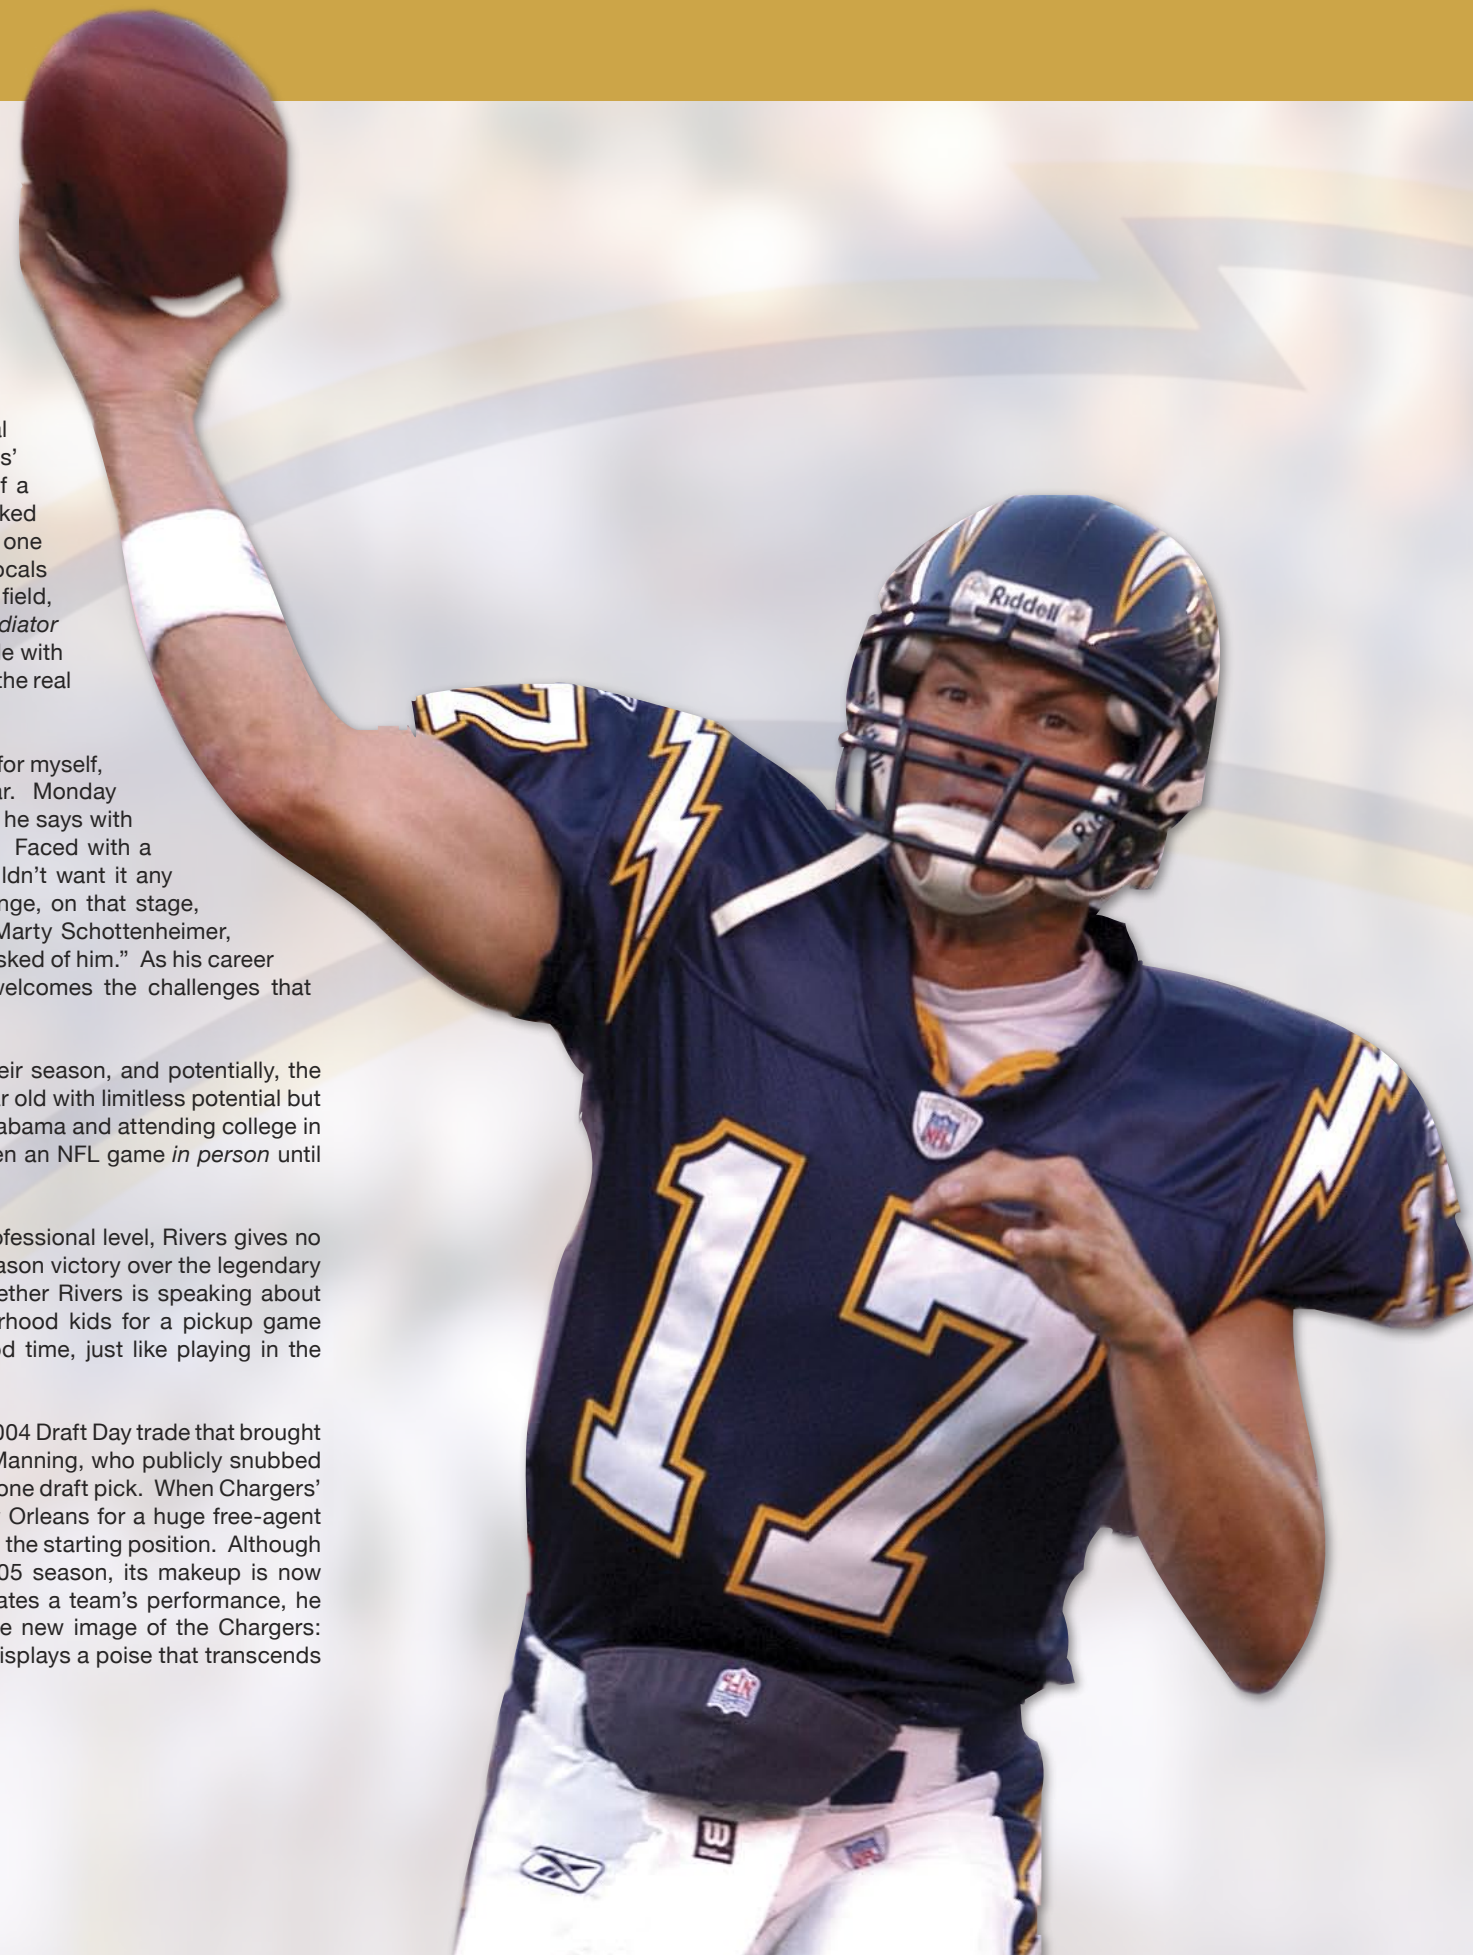 s'
f a
ked
one
ocals
field,
diator
e with
the real
for myself,
ar. Monday
he says with
Faced with a
ldn't want it any
nge, on that stage,
Marty Schottenheimer,
sked of him." As his career
welcomes the challenges that
eir season, and potentially, the
r old with limitless potential but
abama and attending college in
en an NFL game in person until
ofessional level, Rivers gives no
ason victory over the legendary
ether Rivers is speaking about
rhood kids for a pickup game
d time, just like playing in the
004 Draft Day trade that brought
Manning, who publicly snubbed
one draft pick. When Chargers'
Orleans for a huge free-agent
the starting position. Although
05 season, its makeup is now
ates a team's performance, he
e new image of the Chargers:
isplays a poise that transcends
Riddell
NFL
17
17
NFL
W
NFL